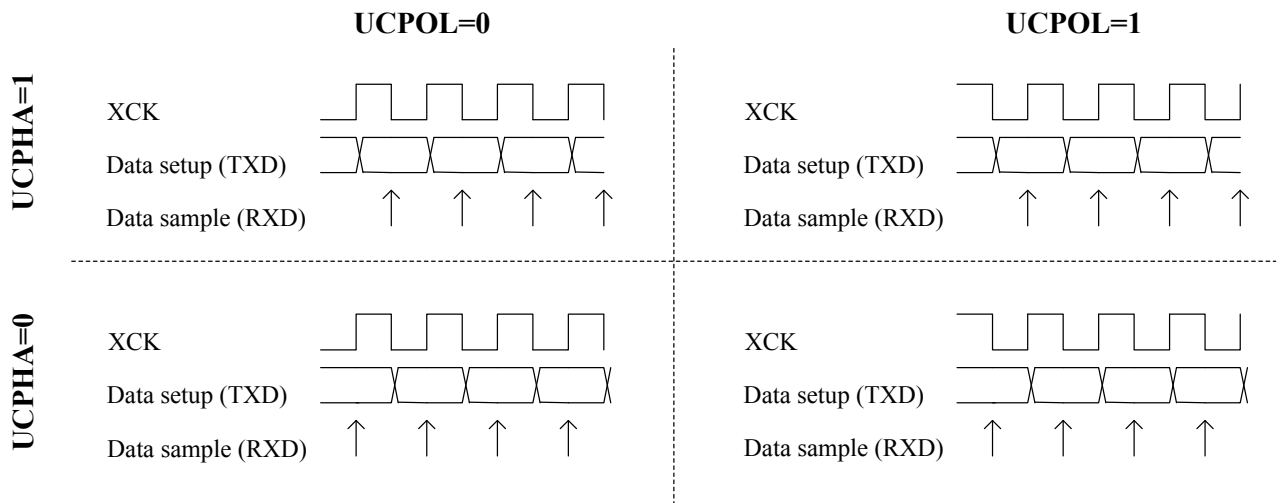 UCPOL=0
UCPOL=1
UCPHA=1
XCK
Data setup (TXD)
Data sample (RXD)
XCK
Data setup (TXD)
Data sample (RXD)
UCPHA=0
XCK
Data setup (TXD)
Data sample (RXD)
XCK
Data setup (TXD)
Data sample (RXD)